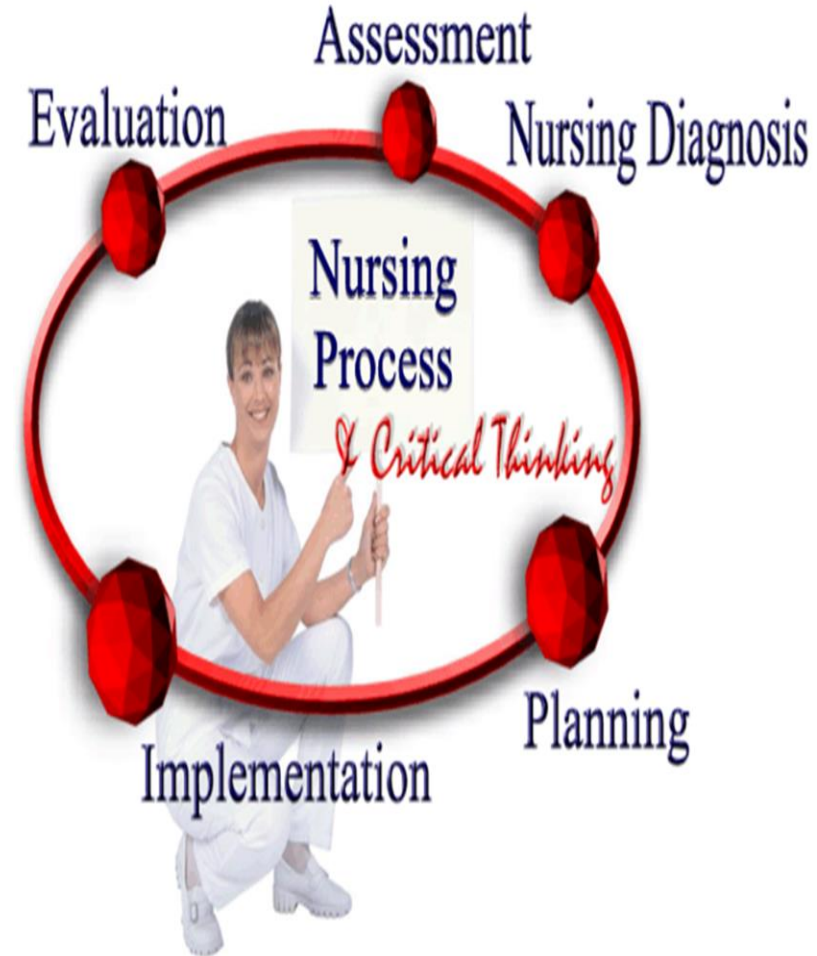 Assessment
Evaluation
Nursing Diagnosis
Nursing
Process
& Critical Thinking
Planning
Implementation